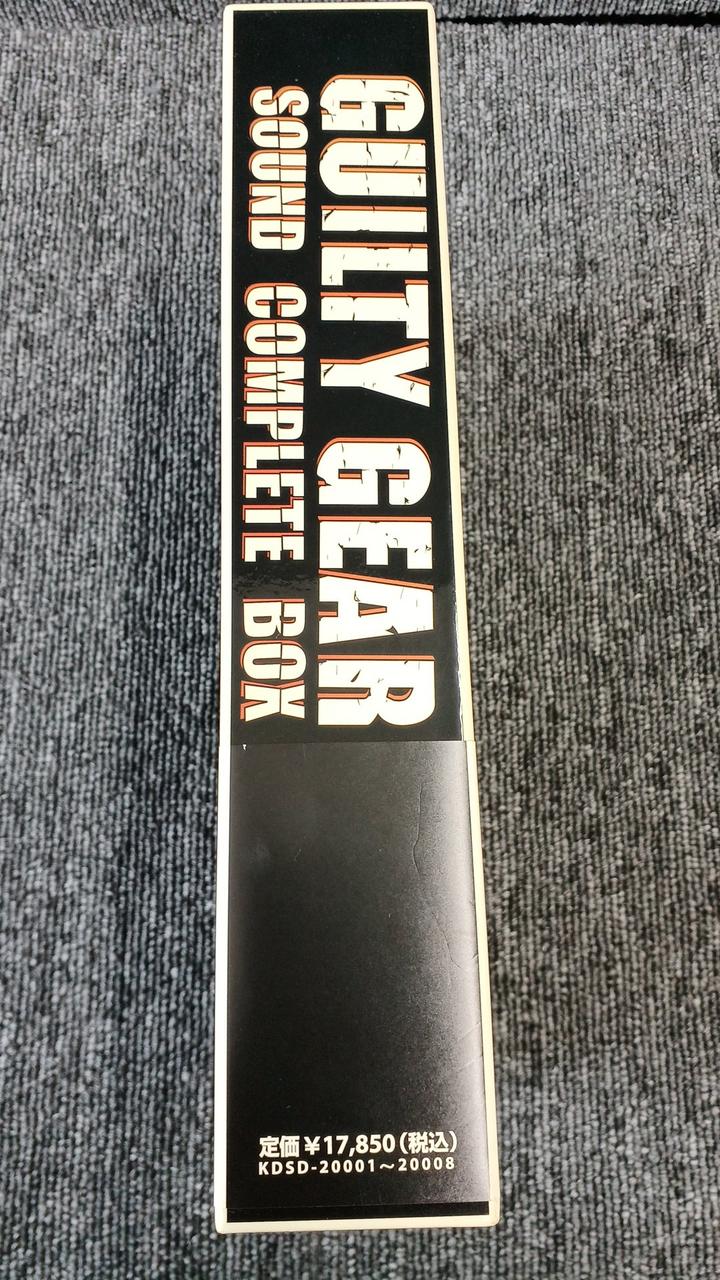 GUILTY GEAR
SOUND COMPLETE BOX
定価￥17,850（税込）
KDSD-20001～20008